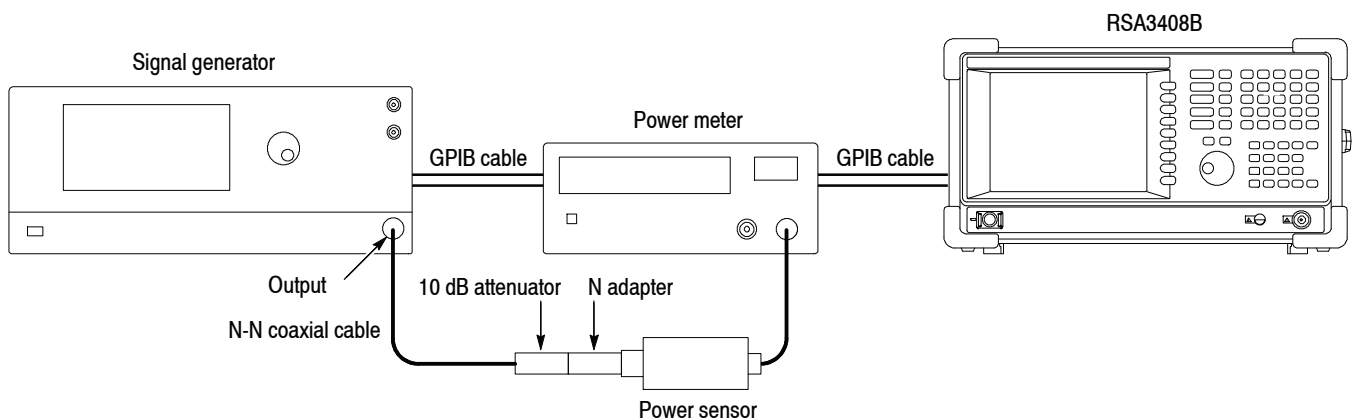 RSA3408B
Signal generator
Power meter
GPIB cable
GPIB cable
Output
10 dB attenuator
N adapter
N-N coaxial cable
Power sensor